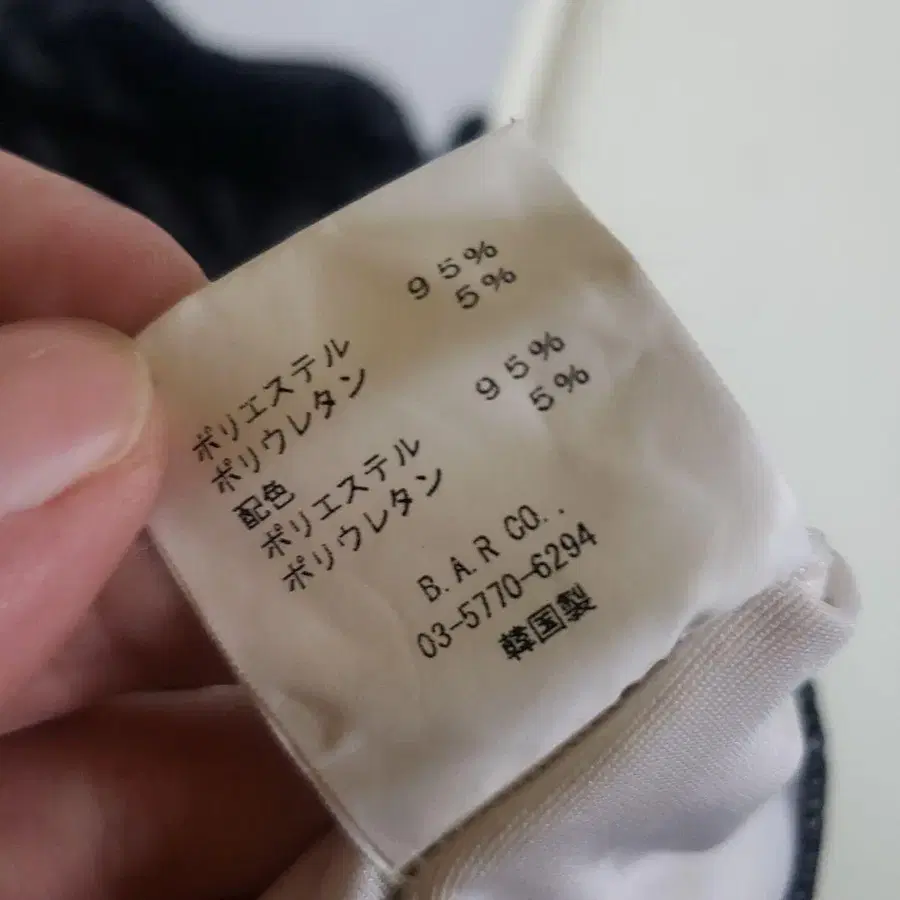 ポリエステル 95%
ポリウレタン 5%
配色
ポリエステル 95%
ポリウレタン 5%
B.A.R CO..
03-5770-6294
韓国製